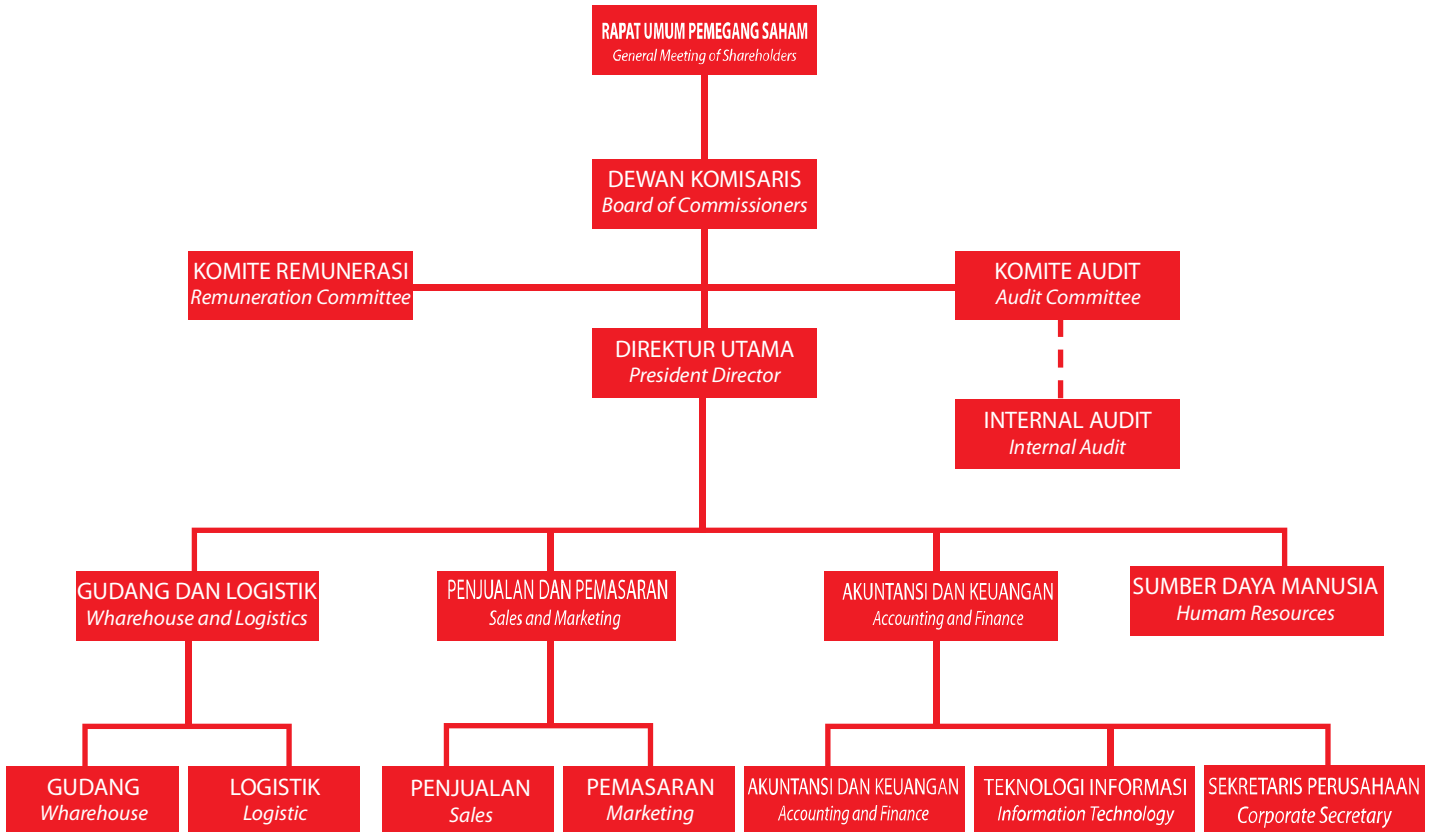 RAPAT UMUM PEMEGANG SAHAM
General Meeting of Shareholders
DEWAN KOMISARIS
Board of Commissioners
KOMITE REMUNERASI
Remuneration Committee
KOMITE AUDIT
Audit Committee
DIREKTUR UTAMA
President Director
INTERNAL AUDIT
Internal Audit
GUDANG DAN LOGISTIK
Wharehouse and Logistics
PENJUALAN DAN PEMASARAN
Sales and Marketing
AKUNTANSI DAN KEUANGAN
Accounting and Finance
SUMBER DAYA MANUSIA
Humam Resources
GUDANG
Wharehouse
LOGISTIK
Logistic
PENJUALAN
Sales
PEMASARAN
Marketing
AKUNTANSI DAN KEUANGAN
Accounting and Finance
TEKNOLOGI INFORMASI
Information Technology
SEKRETARIS PERUSAHAAN
Corporate Secretary